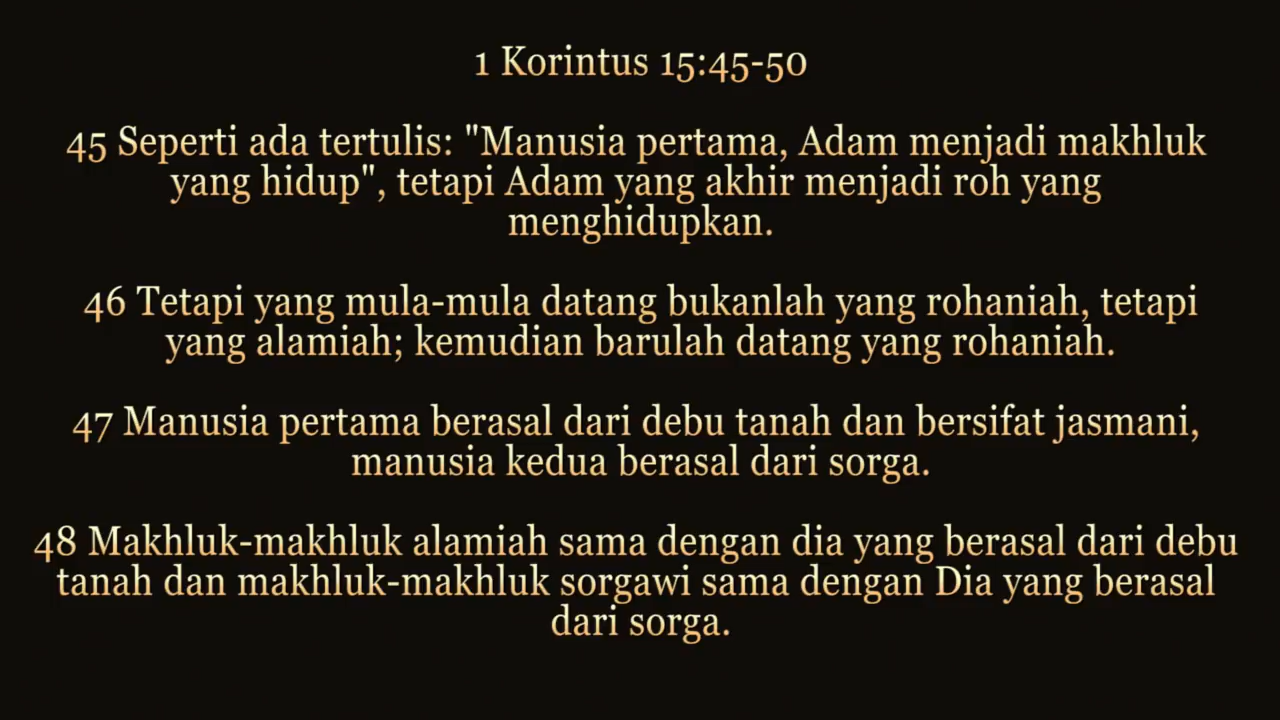 1 Korintus 15:45-50
45 Seperti ada tertulis: "Manusia pertama, Adam menjadi makhluk
yang hidup", tetapi Adam yang akhir menjadi roh yang
menghidupkan.
46 Tetapi yang mula-mula datang bukanlah yang rohaniah, tetapi
yang alamiah; kemudian barulah datang yang rohaniah.
47 Manusia pertama berasal dari debu tanah dan bersifat jasmani,
manusia kedua berasal dari sorga.
48 Makhluk-makhluk alamiah sama dengan dia yang berasal dari debu
tanah dan makhluk-makhluk sorgawi sama dengan Dia yang berasal
dari sorga.